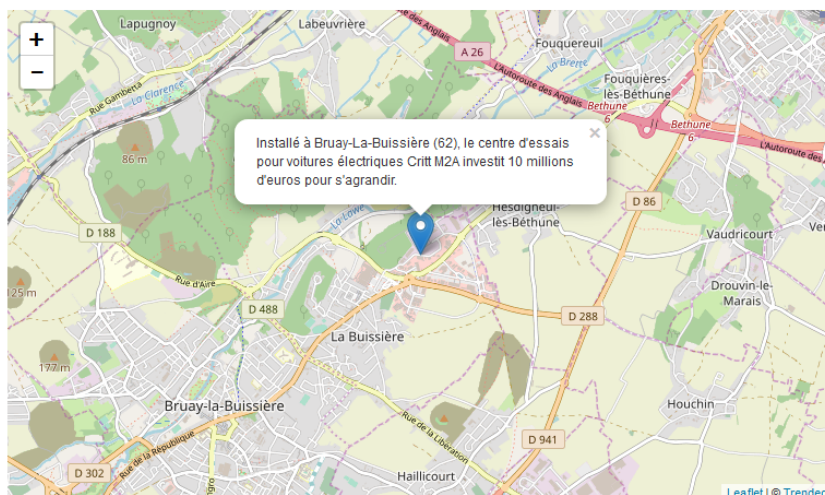 Lapugnoy
Labeuvrière
+
−
A 26
L'Autoroute des Anglais
Fouquereuil
La Brette
Fouquières-
lès-Béthune
Rue Gambetta
La Clarence
Bethune
6
Bethune
6
L'Autoroute des Anglais
86 m
Installé à Bruay-La-Buissière (62), le centre d'essais
pour voitures électriques Critt M2A investit 10 millions
d'euros pour s'agrandir.
×
La Lawe
Hesdigneul-
lès-Béthune
D 86
D 188
Vaudricourt
Rue d'Aire
125 m
Drouvin-le-
Marais
D 488
D 288
La Buissière
177 m
Bruay-la-Buissière
Houchin
Rue de la Libération
Rue de la République
D 941
D 302
Haillicourt
Leaflet | © Trendeo